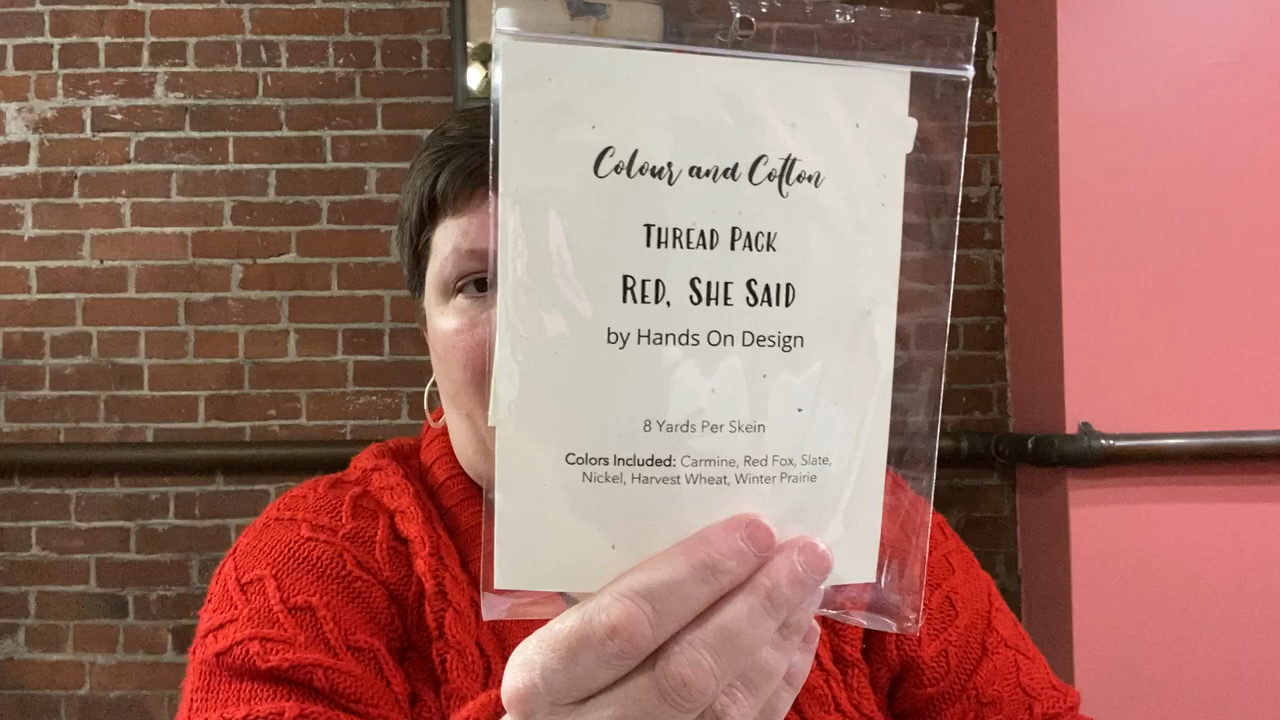 Colour and Cotton
THREAD PACK
RED, SHE SAID
by Hands On Design
8 Yards Per Skein
Colors Included: Carmine, Red Fox, Slate,
Nickel, Harvest Wheat, Winter Prairie